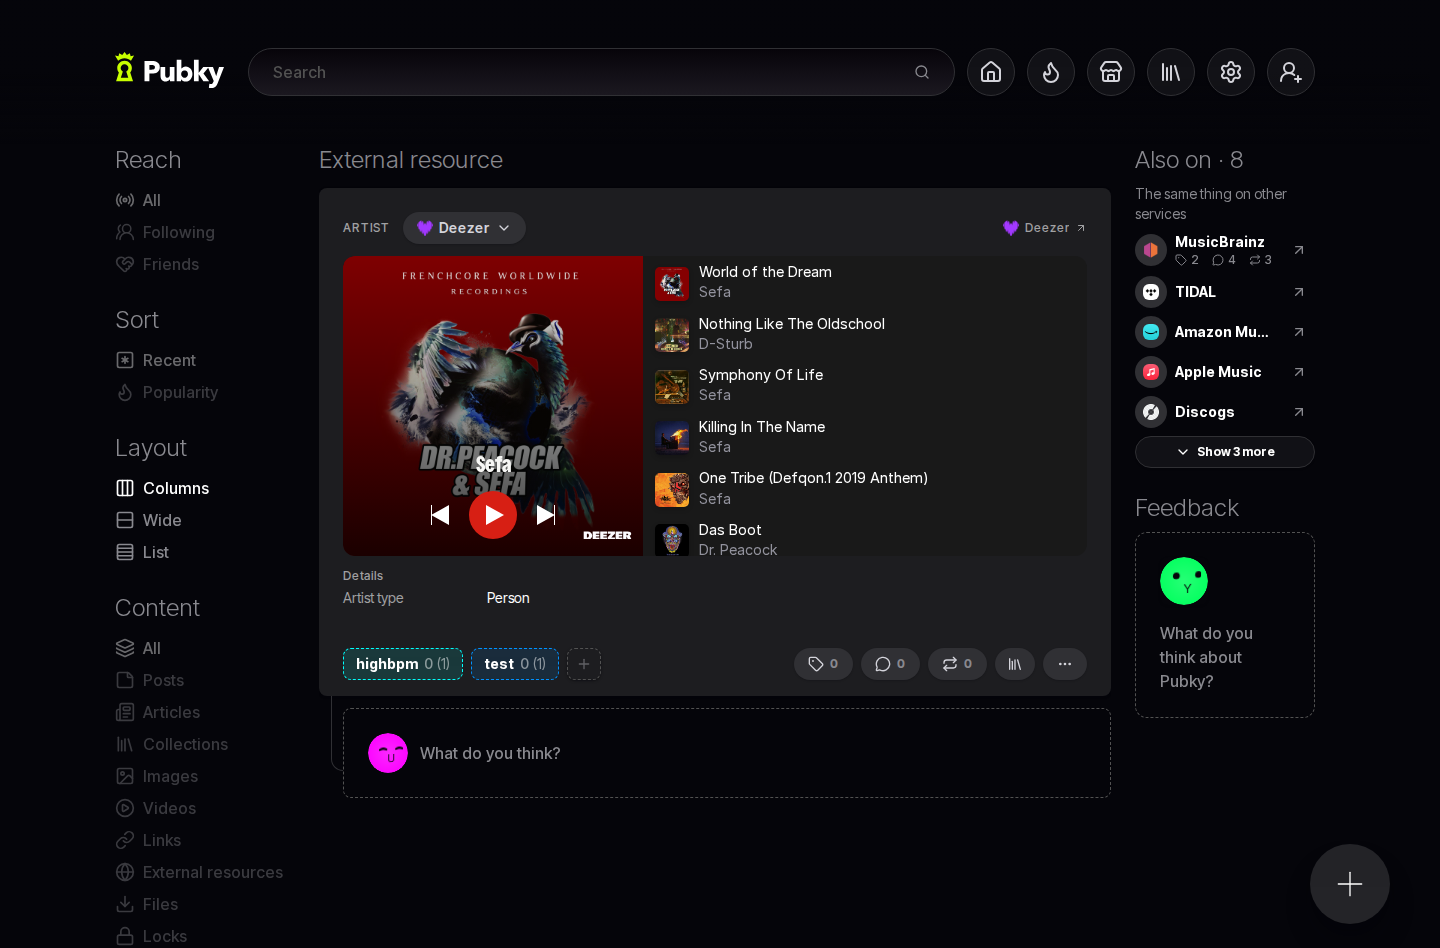 Pubky
Search
Reach
All
Following
Friends
Sort
Recent
Popularity
Layout
Columns
Wide
List
Content
All
Posts
Articles
Collections
Images
Videos
Links
External resources
Files
Locks
External resource
ARTIST
Deezer
Deezer
FRENCHCORE WORLDWIDE
RECORDINGS
DR.PEACOCK
& SEFA
Sefa
DEEZER
World of the Dream
Sefa
Nothing Like The Oldschool
D-Sturb
Symphony Of Life
Sefa
Killing In The Name
Sefa
One Tribe (Defqon.1 2019 Anthem)
Sefa
Das Boot
Dr. Peacock
Details
Artist type Person
highbpm 0 (1)
test 0 (1)
0 0 0
What do you think?
Also on · 8
The same thing on other
services
MusicBrainz
2 4 3
TIDAL
Amazon Mu...
Apple Music
Discogs
Show 3 more
Feedback
What do you
think about
Pubky?